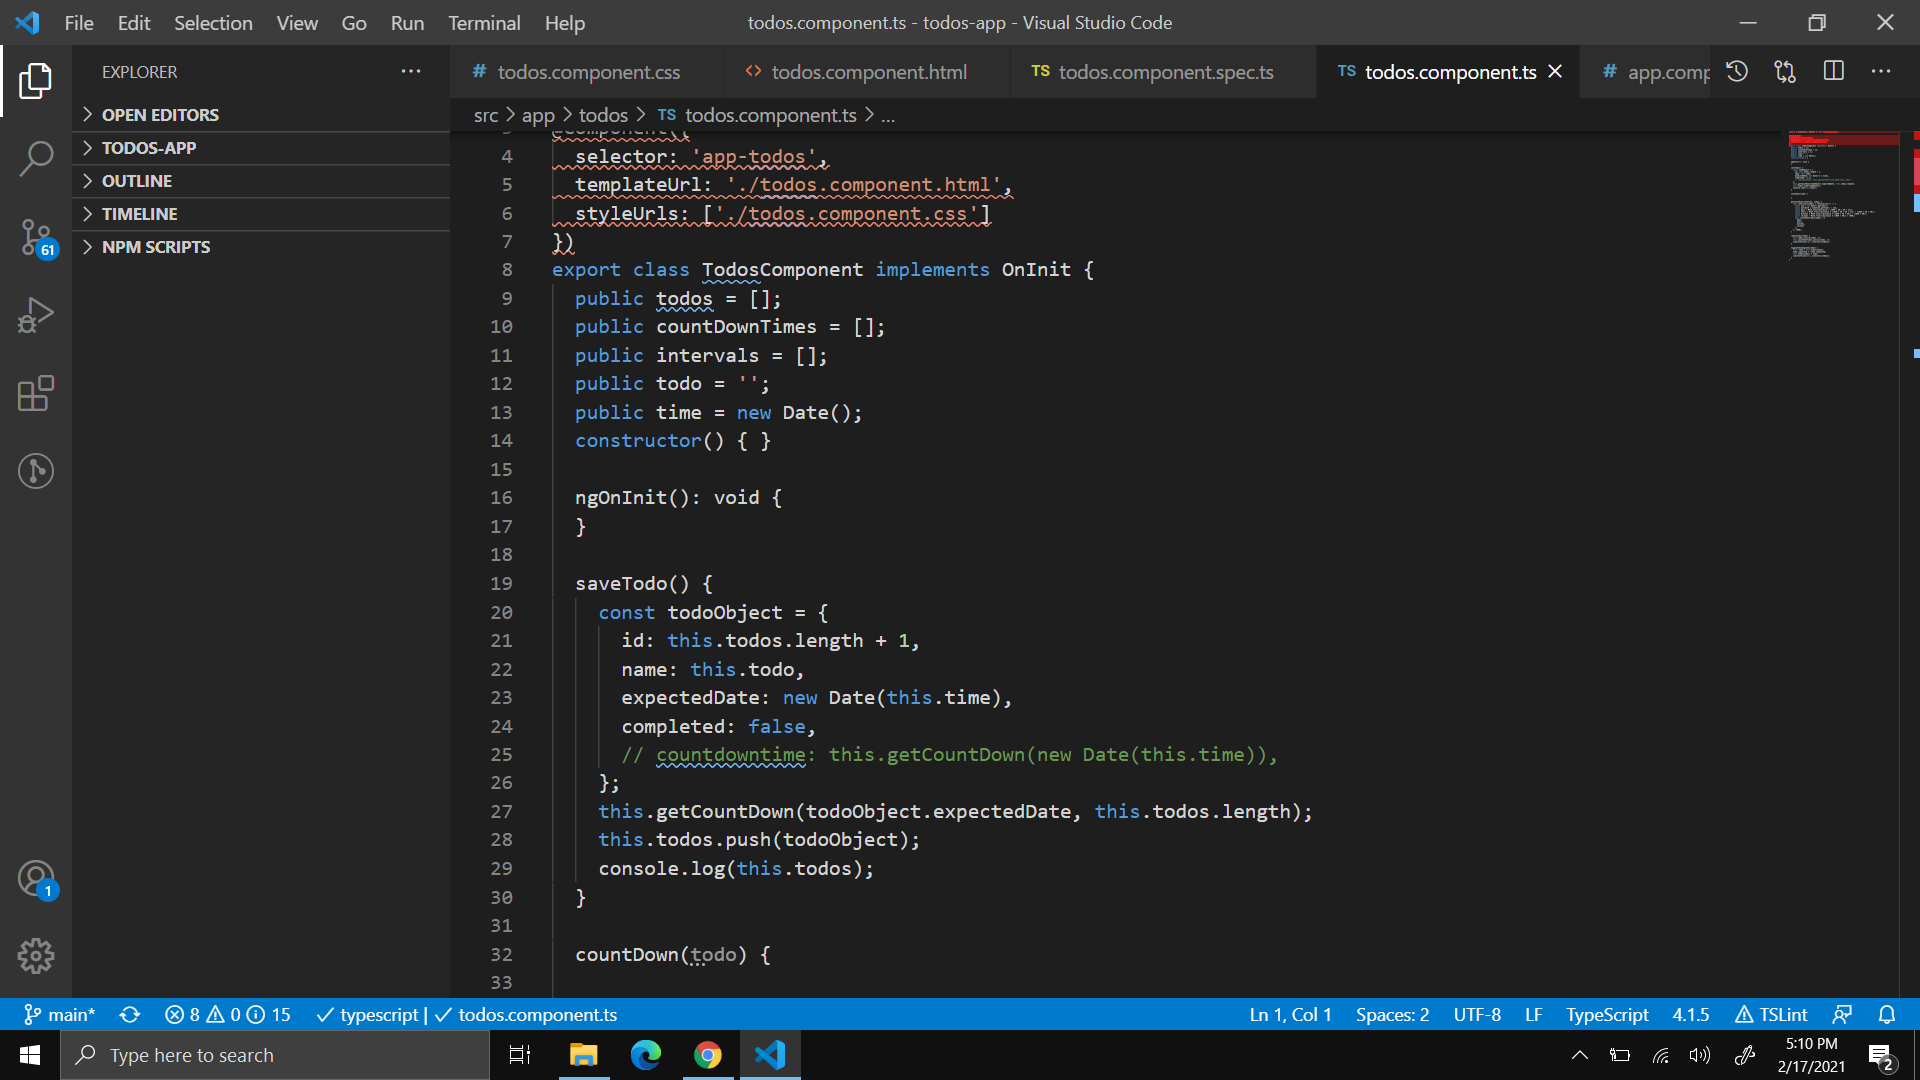 File Edit Selection View Go Run Terminal Help
todos.component.ts - todos-app - Visual Studio Code
EXPLORER
OPEN EDITORS
TODOS-APP
OUTLINE
TIMELINE
NPM SCRIPTS
61
1
# todos.component.css
<> todos.component.html
TS todos.component.spec.ts
TS todos.component.ts
# app.comp
src > app > todos > TS todos.component.ts > ...
@Component({
4 selector: 'app-todos',
5 templateUrl: './todos.component.html',
6 styleUrls: ['./todos.component.css']
7 })
8 export class TodosComponent implements OnInit {
9 public todos = [];
10 public countDownTimes = [];
11 public intervals = [];
12 public todo = '';
13 public time = new Date();
14 constructor() { }
15
16 ngOnInit(): void {
17 }
18
19 saveTodo() {
20 const todoObject = {
21 id: this.todos.length + 1,
22 name: this.todo,
23 expectedDate: new Date(this.time),
24 completed: false,
25 // countdowntime: this.getCountDown(new Date(this.time)),
26 };
27 this.getCountDown(todoObject.expectedDate, this.todos.length);
28 this.todos.push(todoObject);
29 console.log(this.todos);
30 }
31
32 countDown(todo) {
33
main* 8 0 15 typescript | todos.component.ts
Ln 1, Col 1 Spaces: 2 UTF-8 LF TypeScript 4.1.5 TSLint
Type here to search
5:10 PM
2/17/2021
2